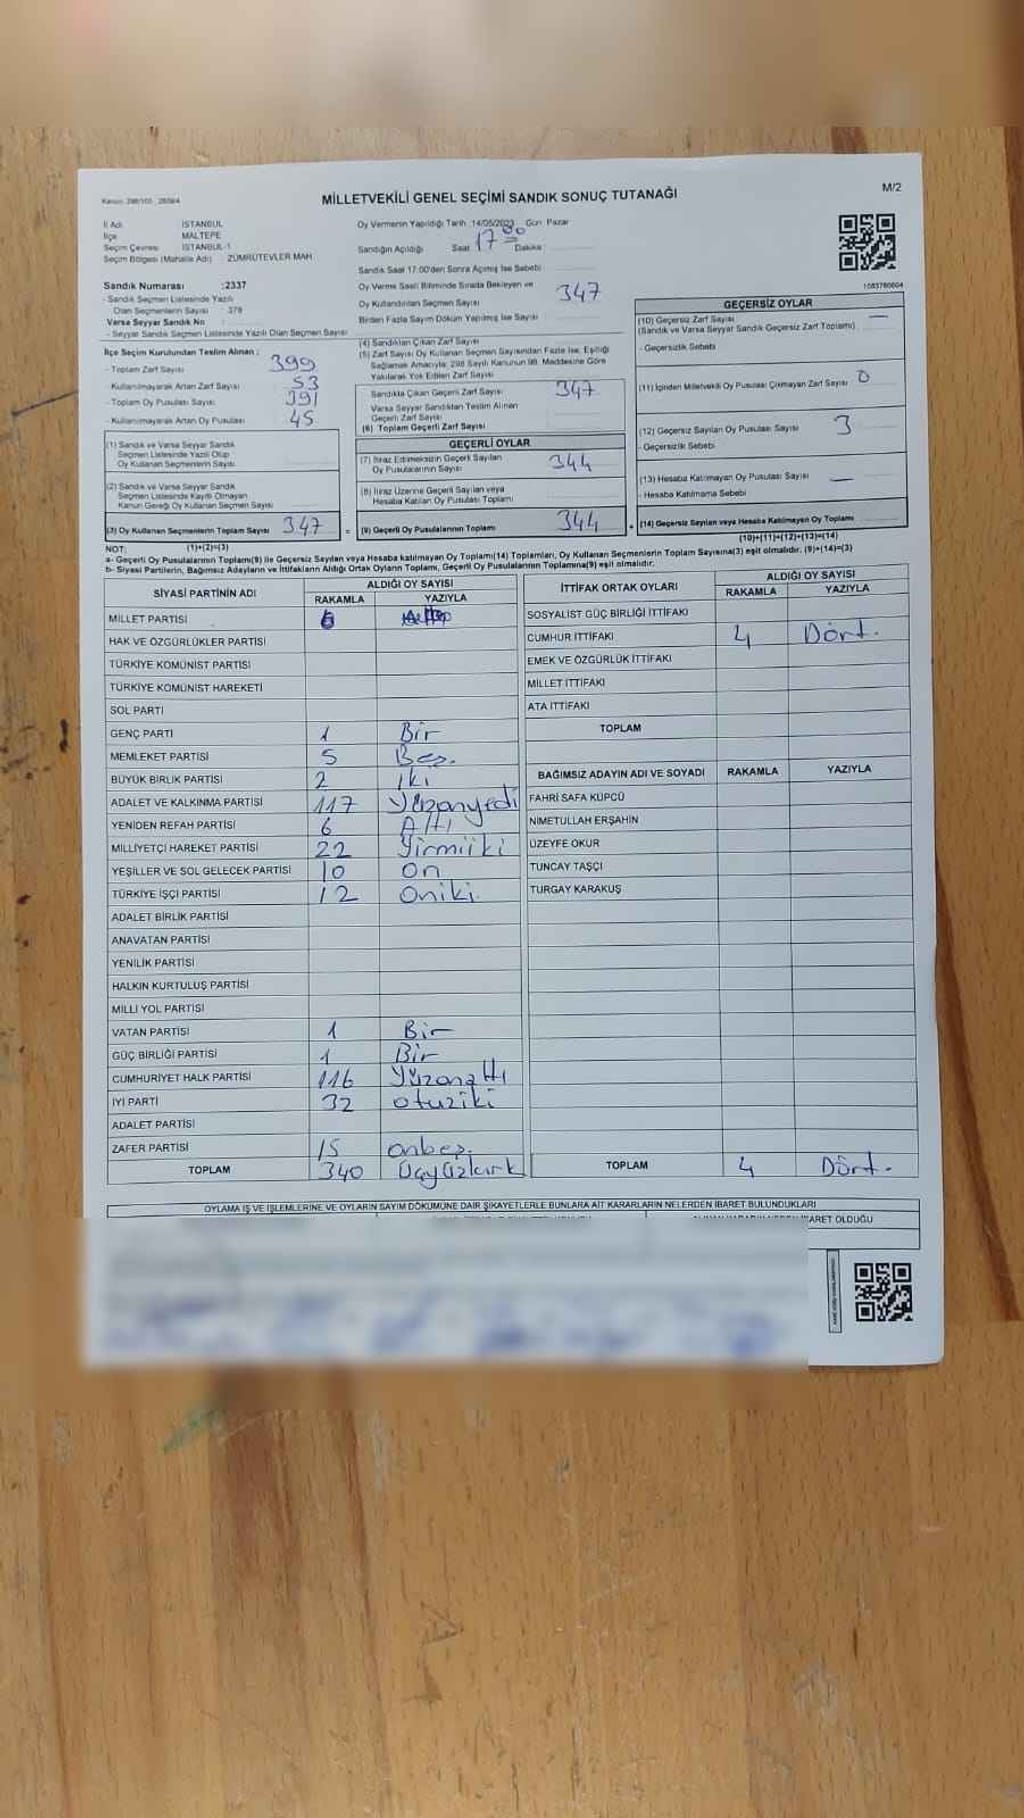 M/2
Kanun: 298/105 , 2839/4
MİLLETVEKİLİ GENEL SEÇİMİ SANDIK SONUÇ TUTANAĞI
İl Adı İSTANBUL
İlçe MALTEPE
Seçim Çevresi İSTANBUL-1
Seçim Bölgesi (Mahalle Adı) : ZÜMRÜTEVLER MAH.
Sandık Numarası :2337
- Sandık Seçmen Listesinde Yazılı
Olan Seçmenlerin Sayısı : 378
Varsa Seyyar Sandık No
- Seyyar Sandık Seçmen Listesinde Yazılı Olan Seçmen Sayısı
Oy Vermenin Yapıldığı Tarih :14/05/2023 Gün: Pazar
Sandığın Açıldığı Saat 17 00 Dakika
Sandık Saat 17:00'den Sonra Açılmış İse Sebebi
Oy Verme Saati Bitiminde Sırada Bekleyen ve
Oy Kullandırılan Seçmen Sayısı 347
Birden Fazla Sayım Döküm Yapılmış İse Sayısı
1083780604
İlçe Seçim Kurulundan Teslim Alınan :
- Toplam Zarf Sayısı 399
- Kullanılmayarak Artan Zarf Sayısı 53
- Toplam Oy Pusulası Sayısı 391
- Kullanılmayarak Artan Oy Pusulası 45
(1) Sandık ve Varsa Seyyar Sandık
Seçmen Listesinde Yazılı Olup
Oy Kullanan Seçmenlerin Sayısı
(2) Sandık ve Varsa Seyyar Sandık
Seçmen Listesinde Kayıtlı Olmayan
Kanun Gereği Oy Kullanan Seçmen Sayısı
(3) Oy Kullanan Seçmenlerin Toplam Sayısı 347 =
(1)+(2)=(3)
(4) Sandıktan Çıkan Zarf Sayısı
(5) Zarf Sayısı Oy Kullanan Seçmen Sayısından Fazla İse, Eşitliği
Sağlamak Amacıyla; 298 Sayılı Kanunun 98. Maddesine Göre
Yakılarak Yok Edilen Zarf Sayısı
Sandıkta Çıkan Geçerli Zarf Sayısı 347
Varsa Seyyar Sandıktan Teslim Alınan
Geçerli Zarf Sayısı
(6) Toplam Geçerli Zarf Sayısı
GEÇERLİ OYLAR
(7) İtiraz Edilmeksizin Geçerli Sayılan
Oy Pusulalarının Sayısı 344
(8) İtiraz Üzerine Geçerli Sayılan veya
Hesaba Katılan Oy Pusulası Toplamı
(9) Geçerli Oy Pusulalarının Toplamı 344 +
GEÇERSİZ OYLAR
(10) Geçersiz Zarf Sayısı —
(Sandık ve Varsa Seyyar Sandık Geçersiz Zarf Toplamı)
- Geçersizlik Sebebi
(11) İçinden Milletvekili Oy Pusulası Çıkmayan Zarf Sayısı 0
(12) Geçersiz Sayılan Oy Pusulası Sayısı 3
- Geçersizlik Sebebi
(13) Hesaba Katılmayan Oy Pusulası Sayısı —
- Hesaba Katılmama Sebebi
(14) Geçersiz Sayılan veya Hesaba Katılmayan Oy Toplamı
(10)+(11)+(12)+(13)=(14)
NOT:
a- Geçerli Oy Pusulalarının Toplamı(9) ile Geçersiz Sayılan veya Hesaba katılmayan Oy Toplamı(14) Toplamları, Oy Kullanan Seçmenlerin Toplam Sayısına(3) eşit olmalıdır. (9)+(14)=(3)
b- Siyasi Partilerin, Bağımsız Adayların ve İttifakların Aldığı Ortak Oyların Toplamı, Geçerli Oy Pusulalarının Toplamına(9) eşit olmalıdır.
SİYASİ PARTİNİN ADI ALDIĞI OY SAYISI
RAKAMLA YAZIYLA
MİLLET PARTİSİ
HAK VE ÖZGÜRLÜKLER PARTİSİ
TÜRKİYE KOMÜNİST PARTİSİ
TÜRKİYE KOMÜNİST HAREKETİ
SOL PARTİ
GENÇ PARTİ 1 Bir
MEMLEKET PARTİSİ 5 Beş.
BÜYÜK BİRLİK PARTİSİ 2 İki
ADALET VE KALKINMA PARTİSİ 117 Yüzonyedi
YENİDEN REFAH PARTİSİ 6 Altı
MİLLİYETÇİ HAREKET PARTİSİ 22 Yirmiiki
YEŞİLLER VE SOL GELECEK PARTİSİ 10 On
TÜRKİYE İŞÇİ PARTİSİ 12 Oniki.
ADALET BİRLİK PARTİSİ
ANAVATAN PARTİSİ
YENİLİK PARTİSİ
HALKIN KURTULUŞ PARTİSİ
MİLLİ YOL PARTİSİ
VATAN PARTİSİ 1 Bir
GÜÇ BİRLİĞİ PARTİSİ 1 Bir
CUMHURİYET HALK PARTİSİ 116 Yüzonaltı
İYİ PARTİ 32 otuziki
ADALET PARTİSİ
ZAFER PARTİSİ 15 onbeş.
TOPLAM 340 Üçyüzkırk
İTTİFAK ORTAK OYLARI ALDIĞI OY SAYISI
RAKAMLA YAZIYLA
SOSYALİST GÜÇ BİRLİĞİ İTTİFAKI
CUMHUR İTTİFAKI 4 Dört.
EMEK VE ÖZGÜRLÜK İTTİFAKI
MİLLET İTTİFAKI
ATA İTTİFAKI
TOPLAM
BAĞIMSIZ ADAYIN ADI VE SOYADI RAKAMLA YAZIYLA
FAHRİ SAFA KÜPCÜ
NİMETULLAH ERŞAHİN
ÜZEYFE OKUR
TUNCAY TAŞÇI
TURGAY KARAKUŞ
TOPLAM 4 Dört.
OYLAMA İŞ VE İŞLEMLERİNE VE OYLARIN SAYIM DÖKÜMÜNE DAİR ŞİKAYETLERLE BUNLARA AİT KARARLARIN NELERDEN İBARET BULUNDUKLARI
OLDUĞU